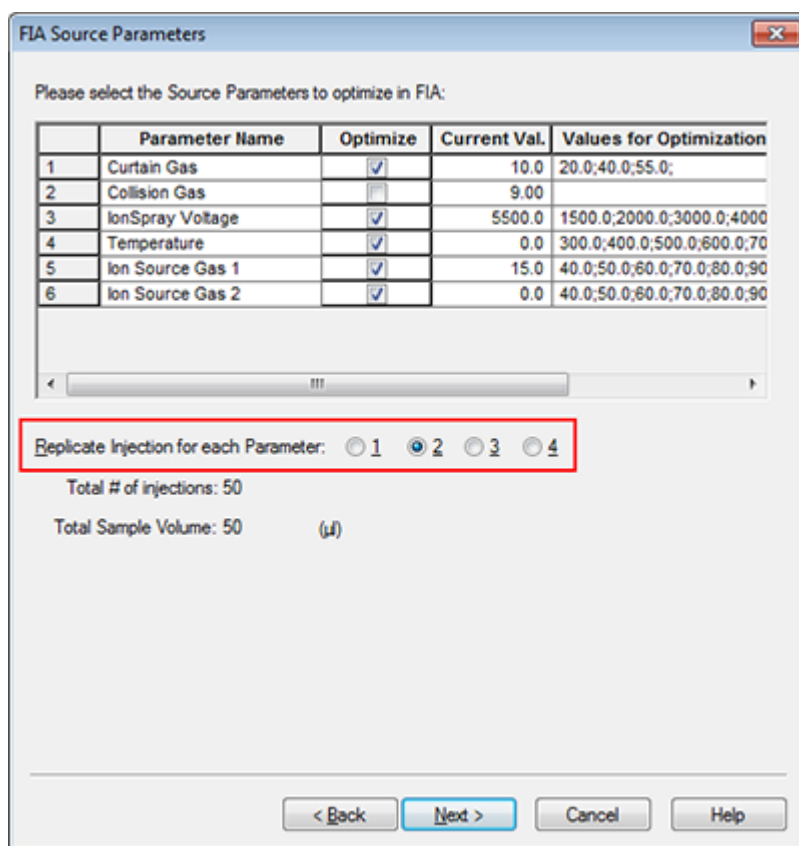 FIA Source Parameters
Please select the Source Parameters to optimize in FIA:
Parameter Name Optimize Current Val. Values for Optimization
1 Curtain Gas 10.0 20.0;40.0;55.0;
2 Collision Gas 9.00
3 IonSpray Voltage 5500.0 1500.0;2000.0;3000.0;4000
4 Temperature 0.0 300.0;400.0;500.0;600.0;70
5 Ion Source Gas 1 15.0 40.0;50.0;60.0;70.0;80.0;90
6 Ion Source Gas 2 0.0 40.0;50.0;60.0;70.0;80.0;90
Replicate Injection for each Parameter: 1 2 3 4
Total # of injections: 50
Total Sample Volume: 50 (µl)
< Back Next > Cancel Help